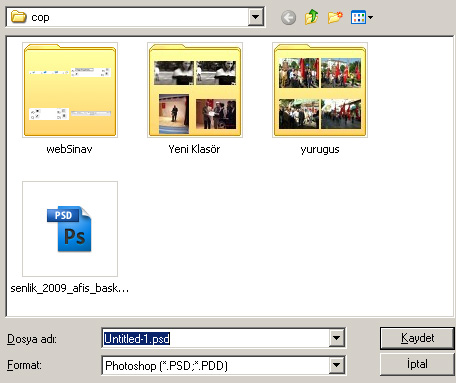 cop
webSinav
Yeni Klasör
yurugus
PSD
Ps
senlik_2009_afis_bask...
Dosya adı:
Untitled-1.psd
Kaydet
Format:
Photoshop (*.PSD;*.PDD)
İptal